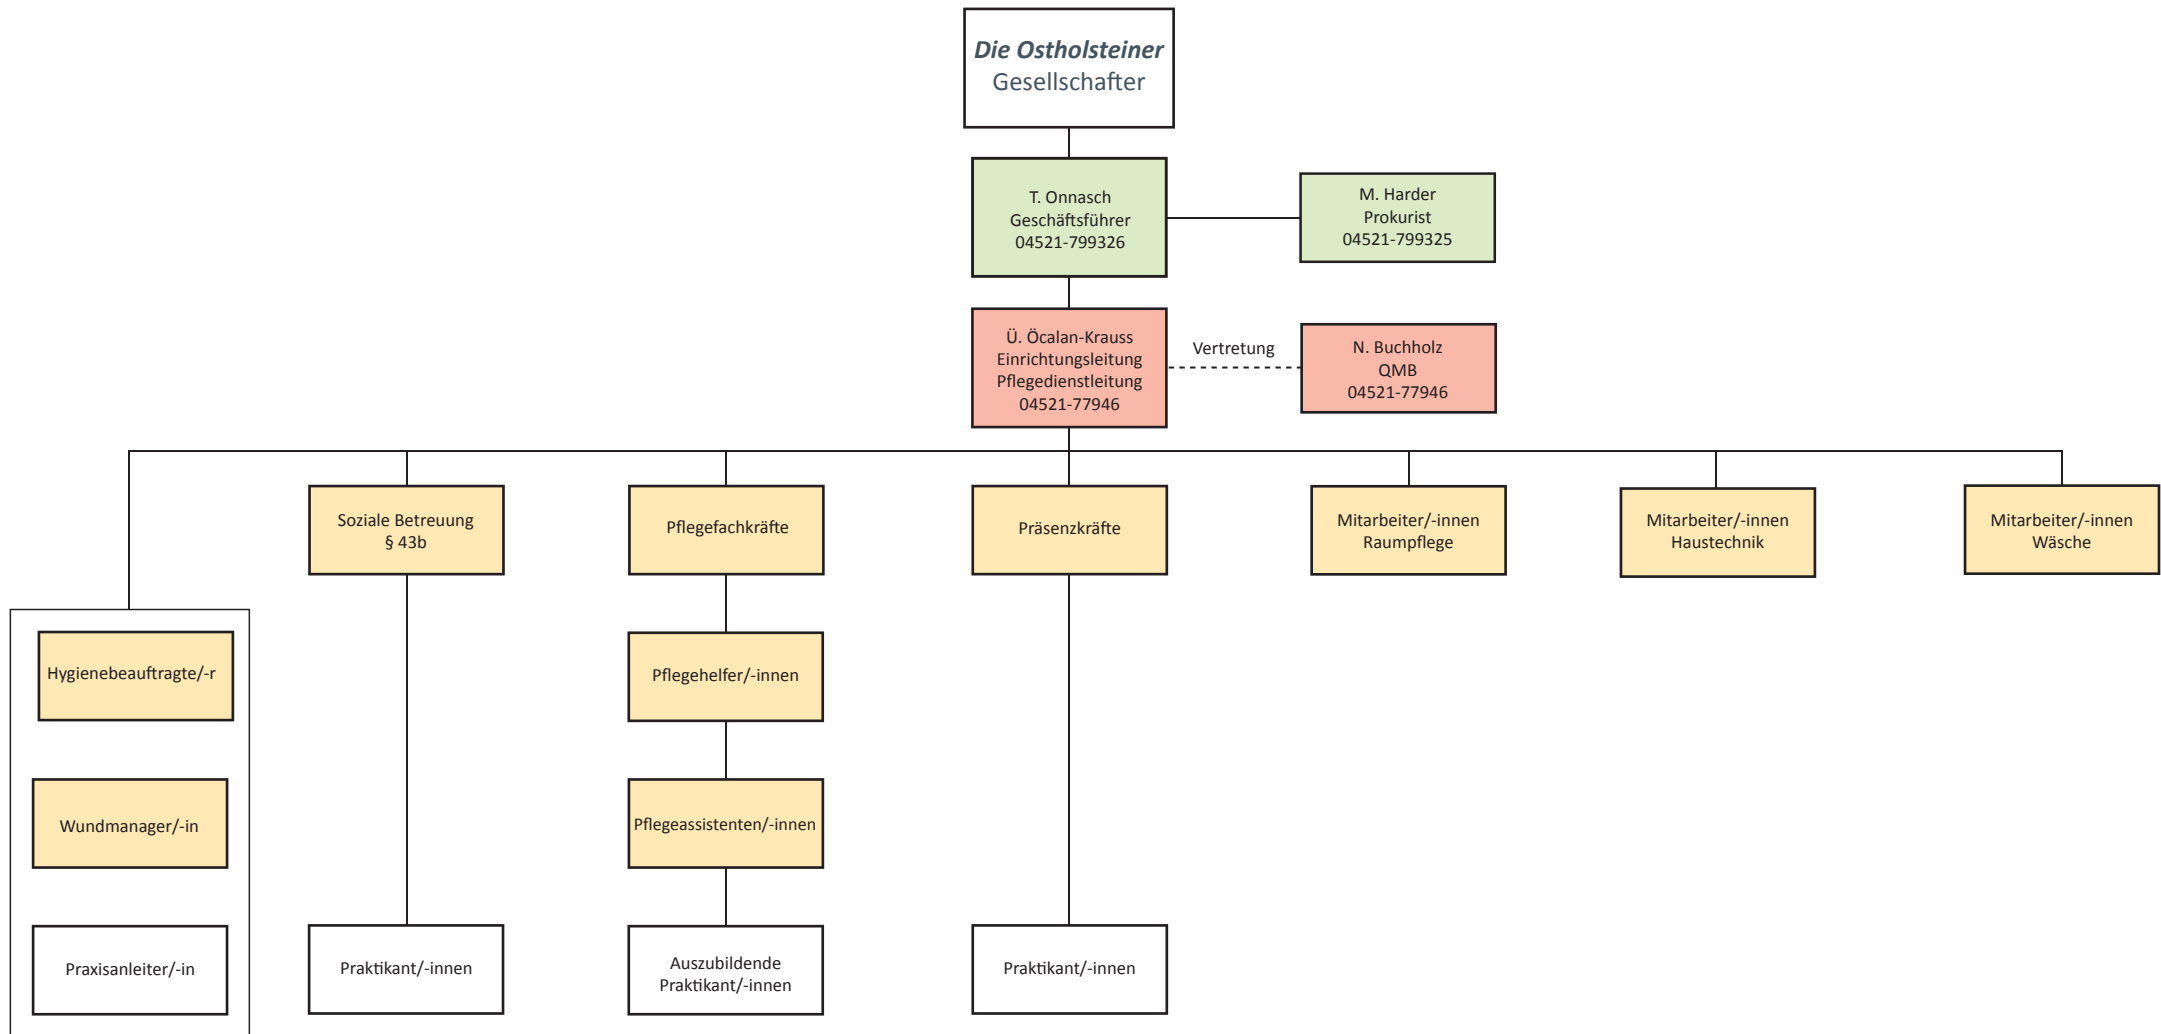 Die Ostholsteiner
Gesellschafter
T. Onnasch
Geschäftsführer
04521-799326
M. Harder
Prokurist
04521-799325
Ü. Öcalan-Krauss
Einrichtungsleitung
Pflegedienstleitung
04521-77946
Vertretung
N. Buchholz
QMB
04521-77946
Soziale Betreuung
§ 43b
Pflegefachkräfte
Präsenzkräfte
Mitarbeiter/-innen
Raumpflege
Mitarbeiter/-innen
Haustechnik
Mitarbeiter/-innen
Wäsche
Hygienebeauftragte/-r
Pflegehelfer/-innen
Wundmanager/-in
Pflegeassistenten/-innen
Praxisanleiter/-in
Praktikant/-innen
Auszubildende
Praktikant/-innen
Praktikant/-innen